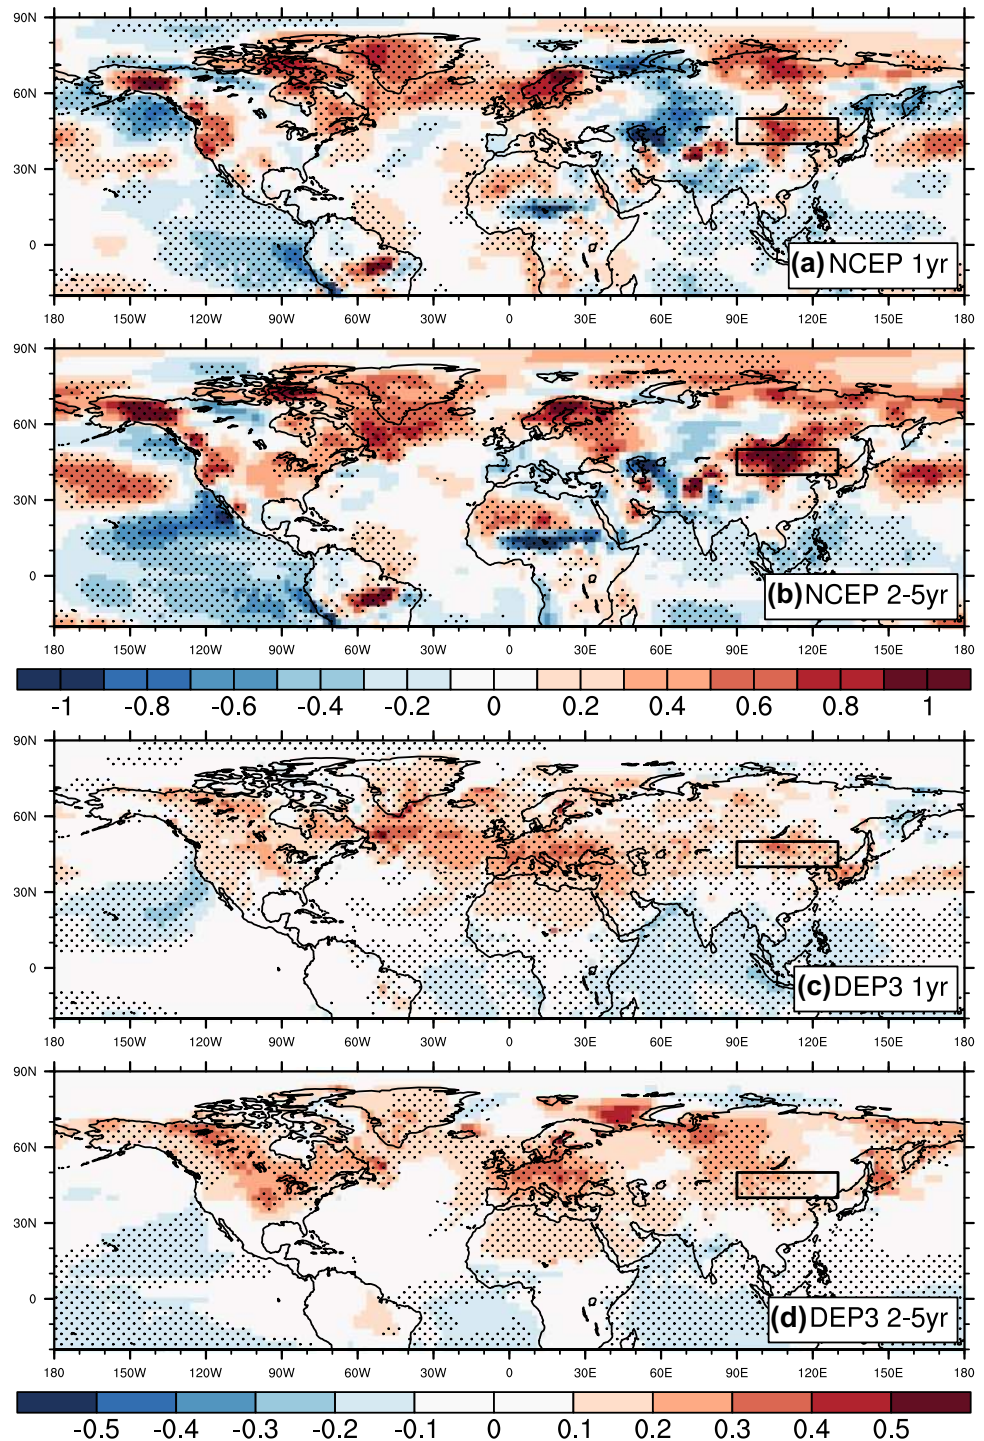 90N
60N
30N
0
(a) NCEP 1yr
180 150W 120W 90W 60W 30W 0 30E 60E 90E 120E 150E 180
90N
60N
30N
0
(b) NCEP 2-5yr
180 150W 120W 90W 60W 30W 0 30E 60E 90E 120E 150E 180
-1 -0.8 -0.6 -0.4 -0.2 0 0.2 0.4 0.6 0.8 1
90N
60N
30N
0
(c) DEP3 1yr
180 150W 120W 90W 60W 30W 0 30E 60E 90E 120E 150E 180
90N
60N
30N
0
(d) DEP3 2-5yr
180 150W 120W 90W 60W 30W 0 30E 60E 90E 120E 150E 180
-0.5 -0.4 -0.3 -0.2 -0.1 0 0.1 0.2 0.3 0.4 0.5